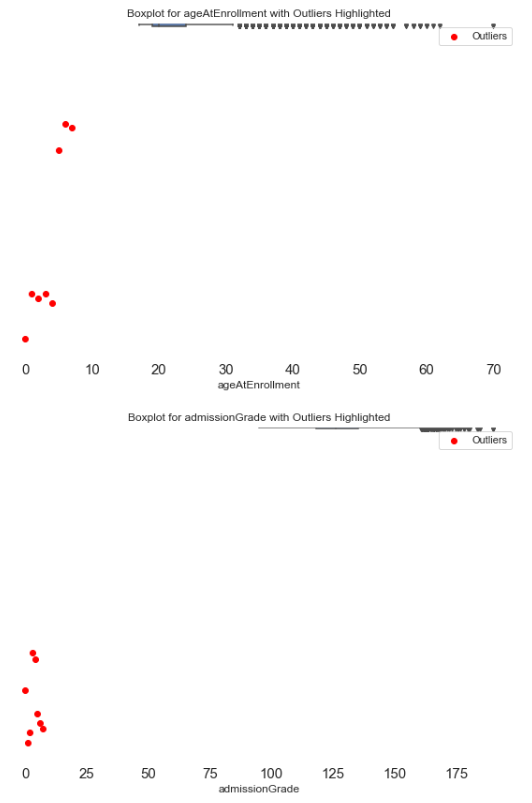 Boxplot for ageAtEnrollment with Outliers Highlighted
Outliers
0 10 20 30 40 50 60 70
ageAtEnrollment
Boxplot for admissionGrade with Outliers Highlighted
Outliers
0 25 50 75 100 125 150 175
admissionGrade